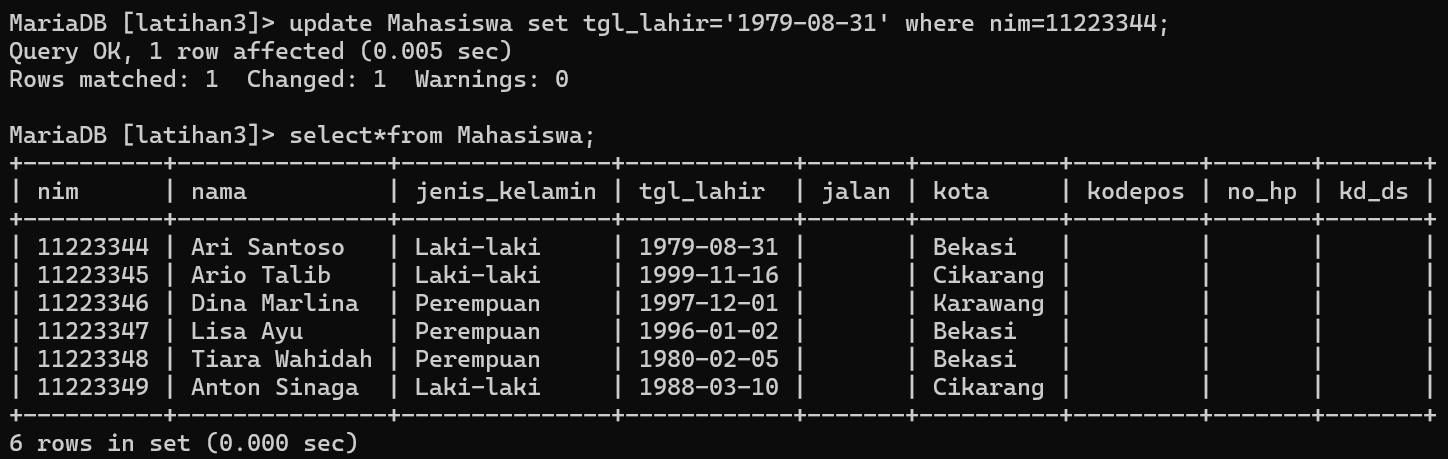 MariaDB [latihan3]> update Mahasiswa set tgl_lahir='1979-08-31' where nim=11223344;
Query OK, 1 row affected (0.005 sec)
Rows matched: 1  Changed: 1  Warnings: 0

MariaDB [latihan3]> select*from Mahasiswa;
+----------+---------------+---------------+------------+-------+----------+---------+-------+-------+
| nim      | nama          | jenis_kelamin | tgl_lahir  | jalan | kota     | kodepos | no_hp | kd_ds |
+----------+---------------+---------------+------------+-------+----------+---------+-------+-------+
| 11223344 | Ari Santoso   | Laki-laki     | 1979-08-31 |       | Bekasi   |         |       |       |
| 11223345 | Ario Talib    | Laki-laki     | 1999-11-16 |       | Cikarang |         |       |       |
| 11223346 | Dina Marlina  | Perempuan     | 1997-12-01 |       | Karawang |         |       |       |
| 11223347 | Lisa Ayu      | Perempuan     | 1996-01-02 |       | Bekasi   |         |       |       |
| 11223348 | Tiara Wahidah | Perempuan     | 1980-02-05 |       | Bekasi   |         |       |       |
| 11223349 | Anton Sinaga  | Laki-laki     | 1988-03-10 |       | Cikarang |         |       |       |
+----------+---------------+---------------+------------+-------+----------+---------+-------+-------+
6 rows in set (0.000 sec)